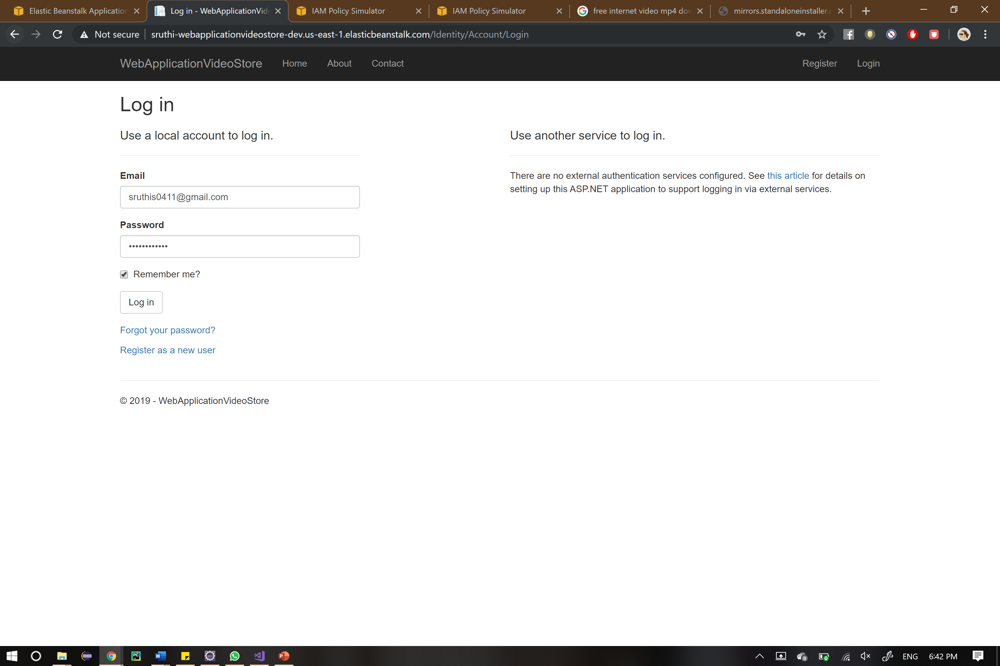 Elastic Beanstalk Application
Log in - WebApplicationVid
IAM Policy Simulator
IAM Policy Simulator
free internet video mp4 dow
mirrors.standaloneinstaller.c
Not secure
sruthi-webapplicationvideostore-dev.us-east-1.elasticbeanstalk.com/Identity/Account/Login
WebApplicationVideoStore Home About Contact Register Login
Log in
Use a local account to log in.
Email
sruthis0411@gmail.com
Password
••••••••••••
Remember me?
Log in
Forgot your password?
Register as a new user
Use another service to log in.
There are no external authentication services configured. See this article for details on
setting up this ASP.NET application to support logging in via external services.
© 2019 - WebApplicationVideoStore
ENG 6:42 PM